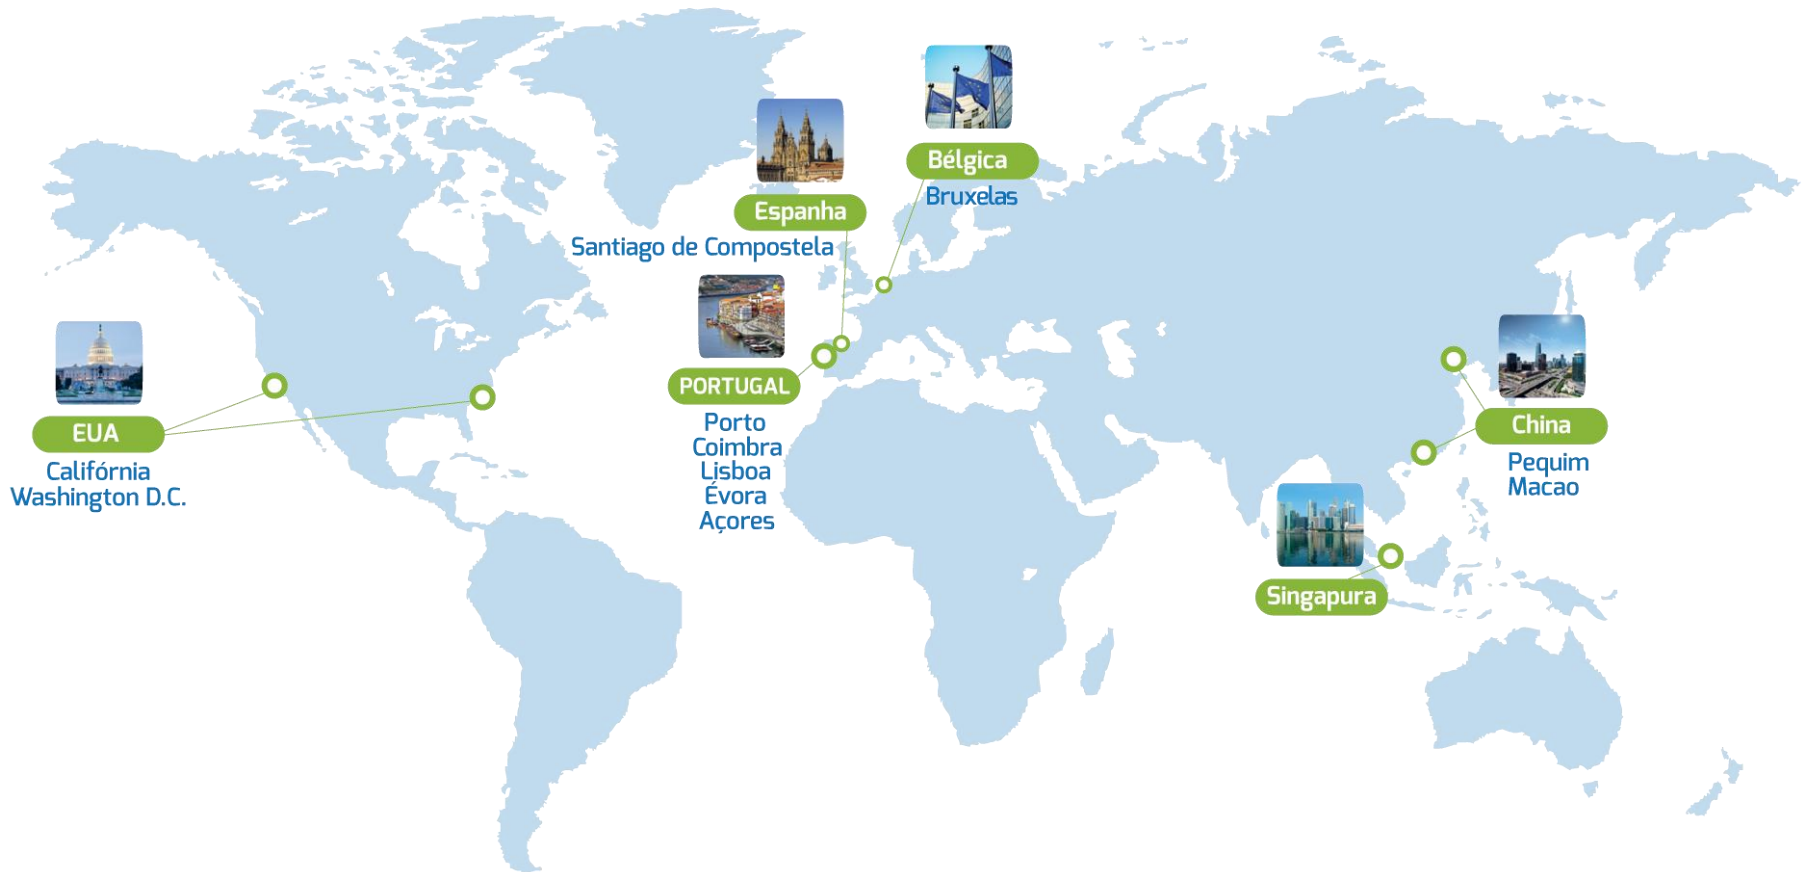 Bélgica
Bruxelas
Espanha
Santiago de Compostela
PORTUGAL
Porto
Coimbra
Lisboa
Évora
Açores
EUA
Califórnia
Washington D.C.
China
Pequim
Macao
Singapura